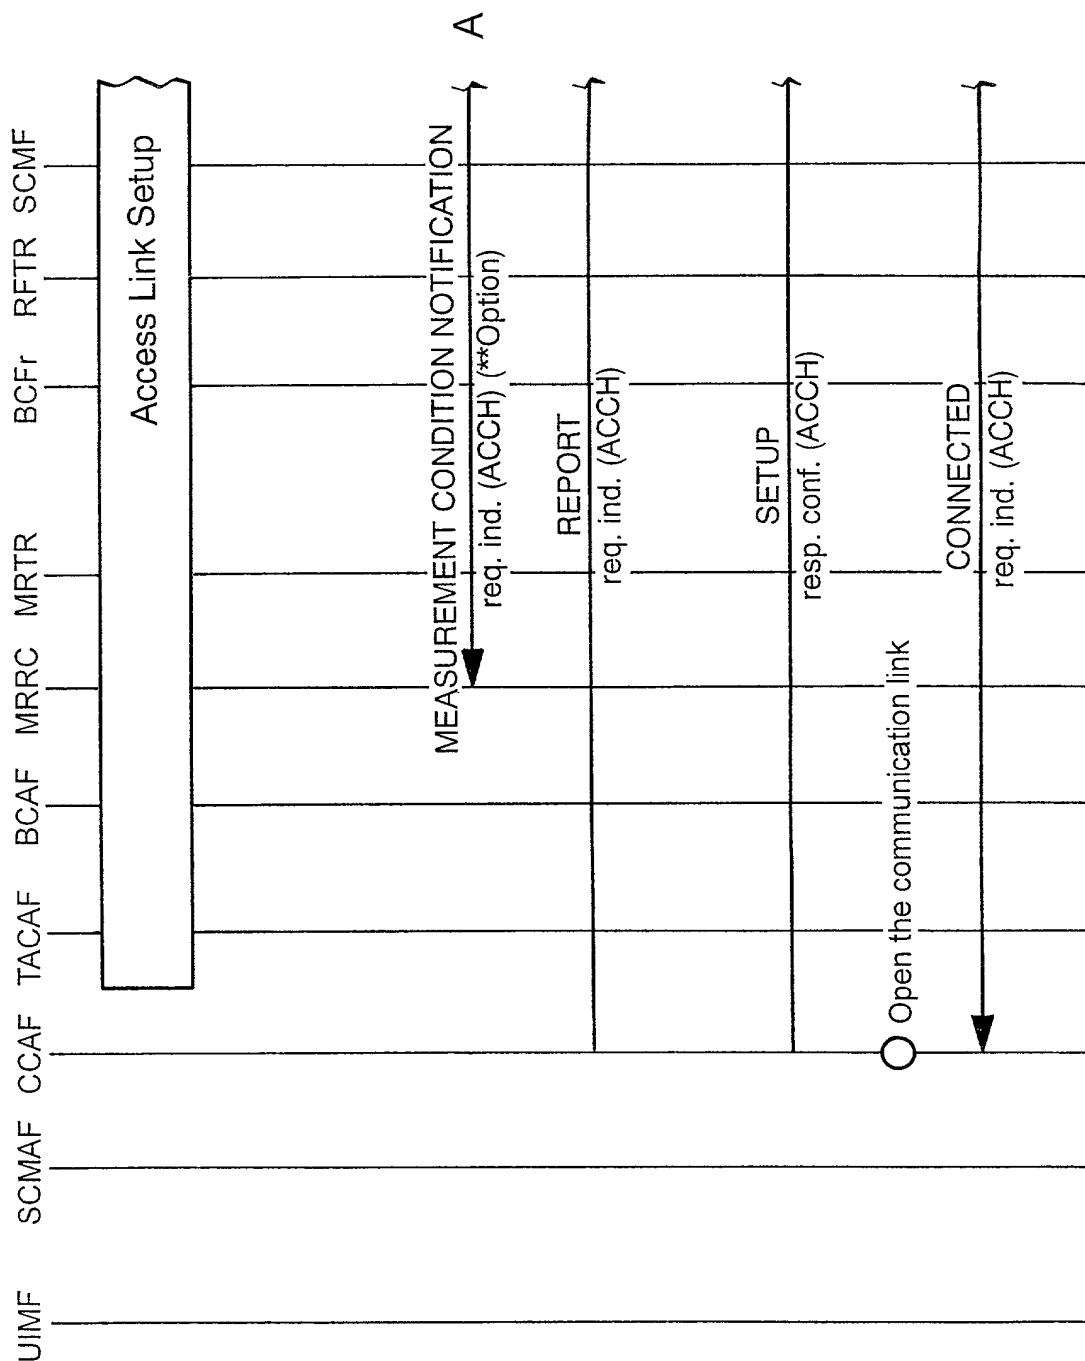 UIMF SCMAF CCAF TACAF BCAF MRRC MRTR BCFr RFTR SCMF
Access Link Setup
MEASUREMENT CONDITION NOTIFICATION
req. ind. (ACCH) (**Option)
A
REPORT
req. ind. (ACCH)
SETUP
resp. conf. (ACCH)
Open the communication link
CONNECTED
req. ind. (ACCH)